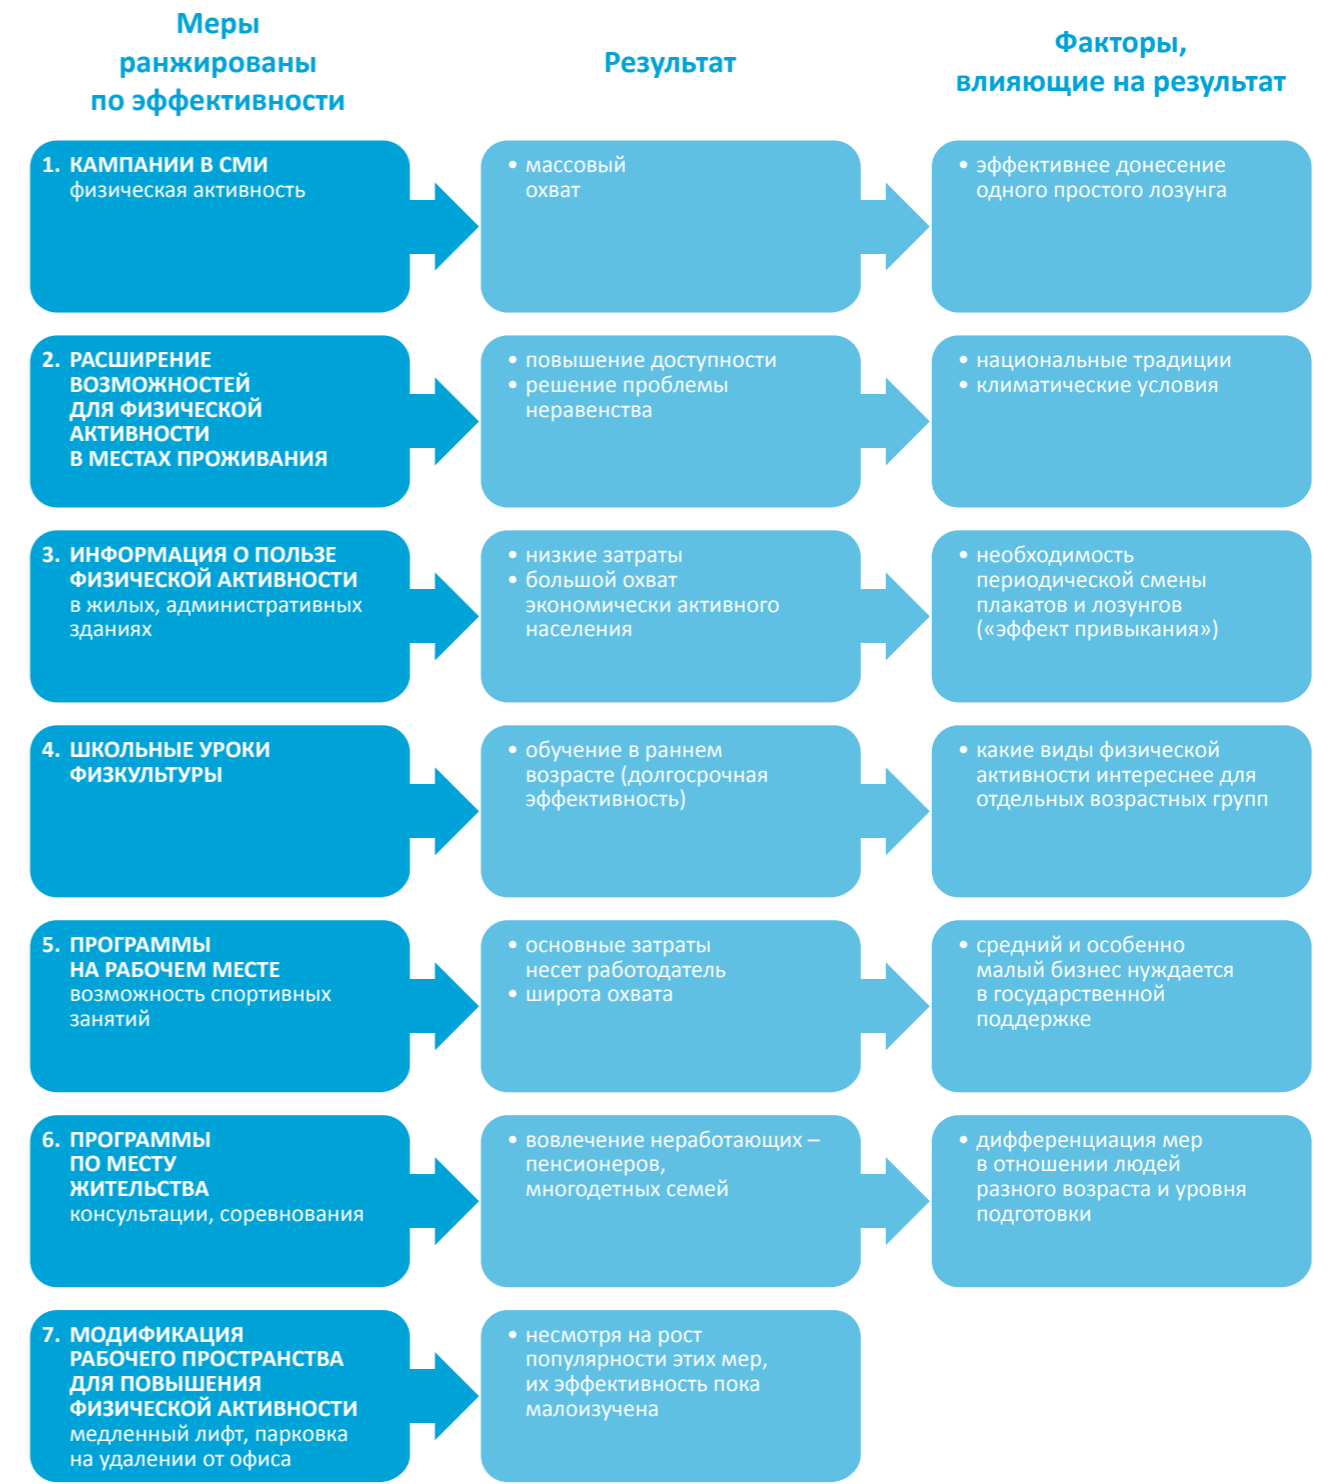 Меры
ранжированы
по эффективности
Результат
Факторы,
влияющие на результат
1. КАМПАНИИ В СМИ
физическая активность
• массовый
охват
• эффективнее донесение
одного простого лозунга
2. РАСШИРЕНИЕ
ВОЗМОЖНОСТЕЙ
ДЛЯ ФИЗИЧЕСКОЙ
АКТИВНОСТИ
В МЕСТАХ ПРОЖИВАНИЯ
• повышение доступности
• решение проблемы
неравенства
• национальные традиции
• климатические условия
3. ИНФОРМАЦИЯ О ПОЛЬЗЕ
ФИЗИЧЕСКОЙ АКТИВНОСТИ
в жилых, административных
зданиях
• низкие затраты
• большой охват
экономически активного
населения
• необходимость
периодической смены
плакатов и лозунгов
(«эффект привыкания»)
4. ШКОЛЬНЫЕ УРОКИ
ФИЗКУЛЬТУРЫ
• обучение в раннем
возрасте (долгосрочная
эффективность)
• какие виды физической
активности интереснее для
отдельных возрастных групп
5. ПРОГРАММЫ
НА РАБОЧЕМ МЕСТЕ
возможность спортивных
занятий
• основные затраты
несет работодатель
• широта охвата
• средний и особенно
малый бизнес нуждается
в государственной
поддержке
6. ПРОГРАММЫ
ПО МЕСТУ
ЖИТЕЛЬСТВА
консультации, соревнования
• вовлечение неработающих –
пенсионеров,
многодетных семей
• дифференциация мер
в отношении людей
разного возраста и уровня
подготовки
7. МОДИФИКАЦИЯ
РАБОЧЕГО ПРОСТРАНСТВА
ДЛЯ ПОВЫШЕНИЯ
ФИЗИЧЕСКОЙ АКТИВНОСТИ
медленный лифт, парковка
на удалении от офиса
• несмотря на рост
популярности этих мер,
их эффективность пока
малоизучена